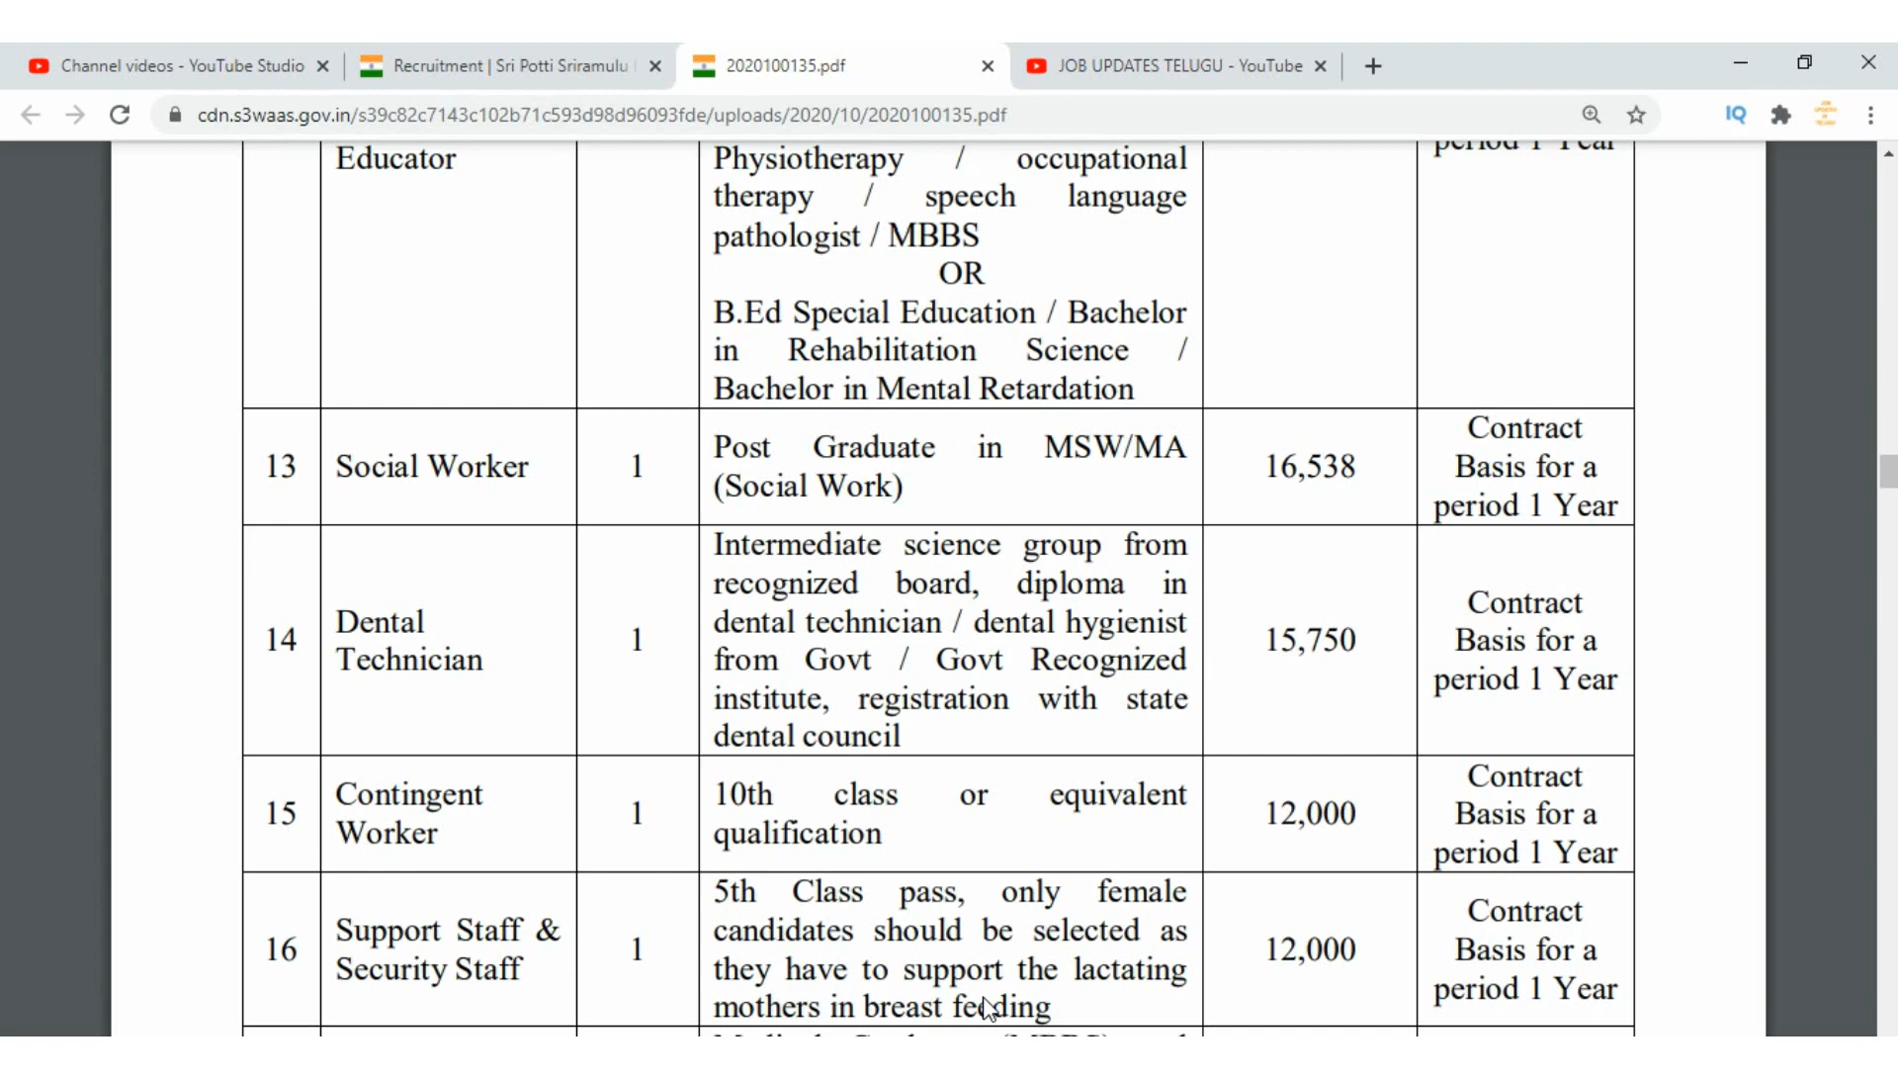 Channel videos - YouTube Studio
Recruitment | Sri Potti Sriramulu
2020100135.pdf
JOB UPDATES TELUGU - YouTube
cdn.s3waas.gov.in/s39c82c7143c102b71c593d98d96093fde/uploads/2020/10/2020100135.pdf
IQ
Educator
Physiotherapy / occupational
therapy / speech language
pathologist / MBBS
OR
B.Ed Special Education / Bachelor
in Rehabilitation Science /
Bachelor in Mental Retardation
period 1 Year
13
Social Worker
1
Post Graduate in MSW/MA
(Social Work)
16,538
Contract
Basis for a
period 1 Year
14
Dental
Technician
1
Intermediate science group from
recognized board, diploma in
dental technician / dental hygienist
from Govt / Govt Recognized
institute, registration with state
dental council
15,750
Contract
Basis for a
period 1 Year
15
Contingent
Worker
1
10th class or equivalent
qualification
12,000
Contract
Basis for a
period 1 Year
16
Support Staff &
Security Staff
1
5th Class pass, only female
candidates should be selected as
they have to support the lactating
mothers in breast feeding
12,000
Contract
Basis for a
period 1 Year